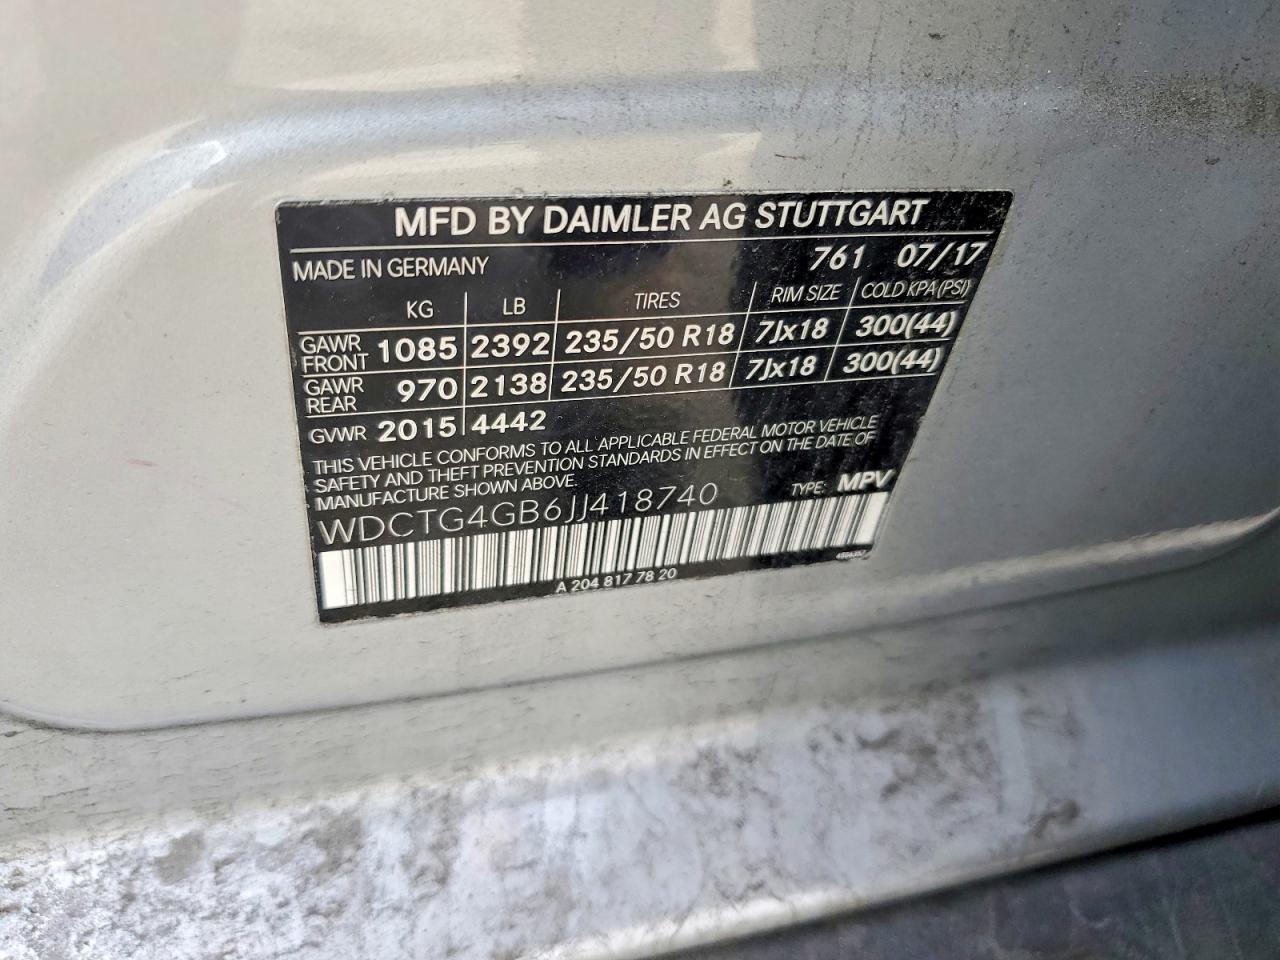 MFD BY DAIMLER AG STUTTGART
MADE IN GERMANY 761 07/17
KG LB TIRES RIM SIZE COLD KPA(PSI)
GAWR FRONT 1085 2392 235/50 R18 7Jx18 300(44)
GAWR REAR 970 2138 235/50 R18 7Jx18 300(44)
GVWR 2015 4442
THIS VEHICLE CONFORMS TO ALL APPLICABLE FEDERAL MOTOR VEHICLE
SAFETY AND THEFT PREVENTION STANDARDS IN EFFECT ON THE DATE OF
MANUFACTURE SHOWN ABOVE.
TYPE: MPV
WDCTG4GB6JJ418740
A 204 817 78 20